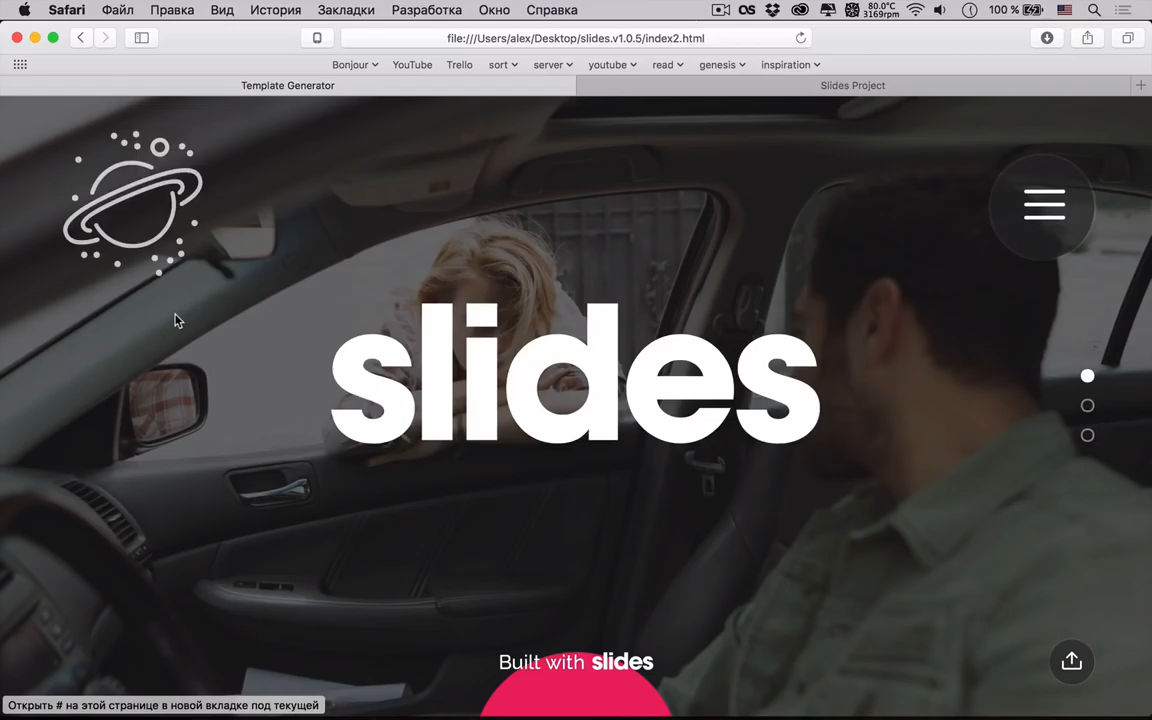 Safari Файл Правка Вид История Закладки Разработка Окно Справка 80.0°C 3169rpm 100 %
file:///Users/alex/Desktop/slides.v1.0.5/index2.html
Bonjour YouTube Trello sort server youtube read genesis inspiration
Template Generator Slides Project
slides
Built with slides
Открыть # на этой странице в новой вкладке под текущей